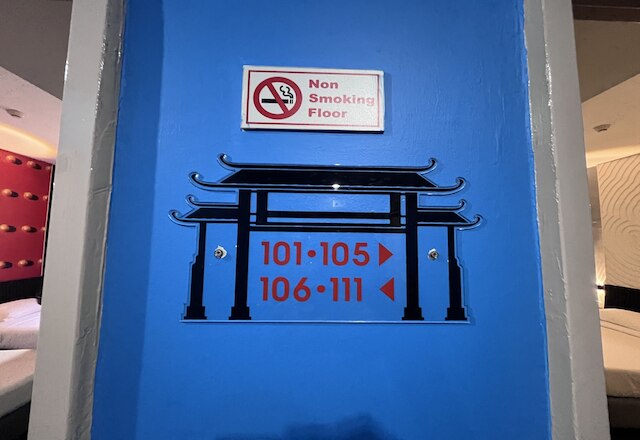 Non
Smoking
Floor
101•105 ▶
106•111 ◀